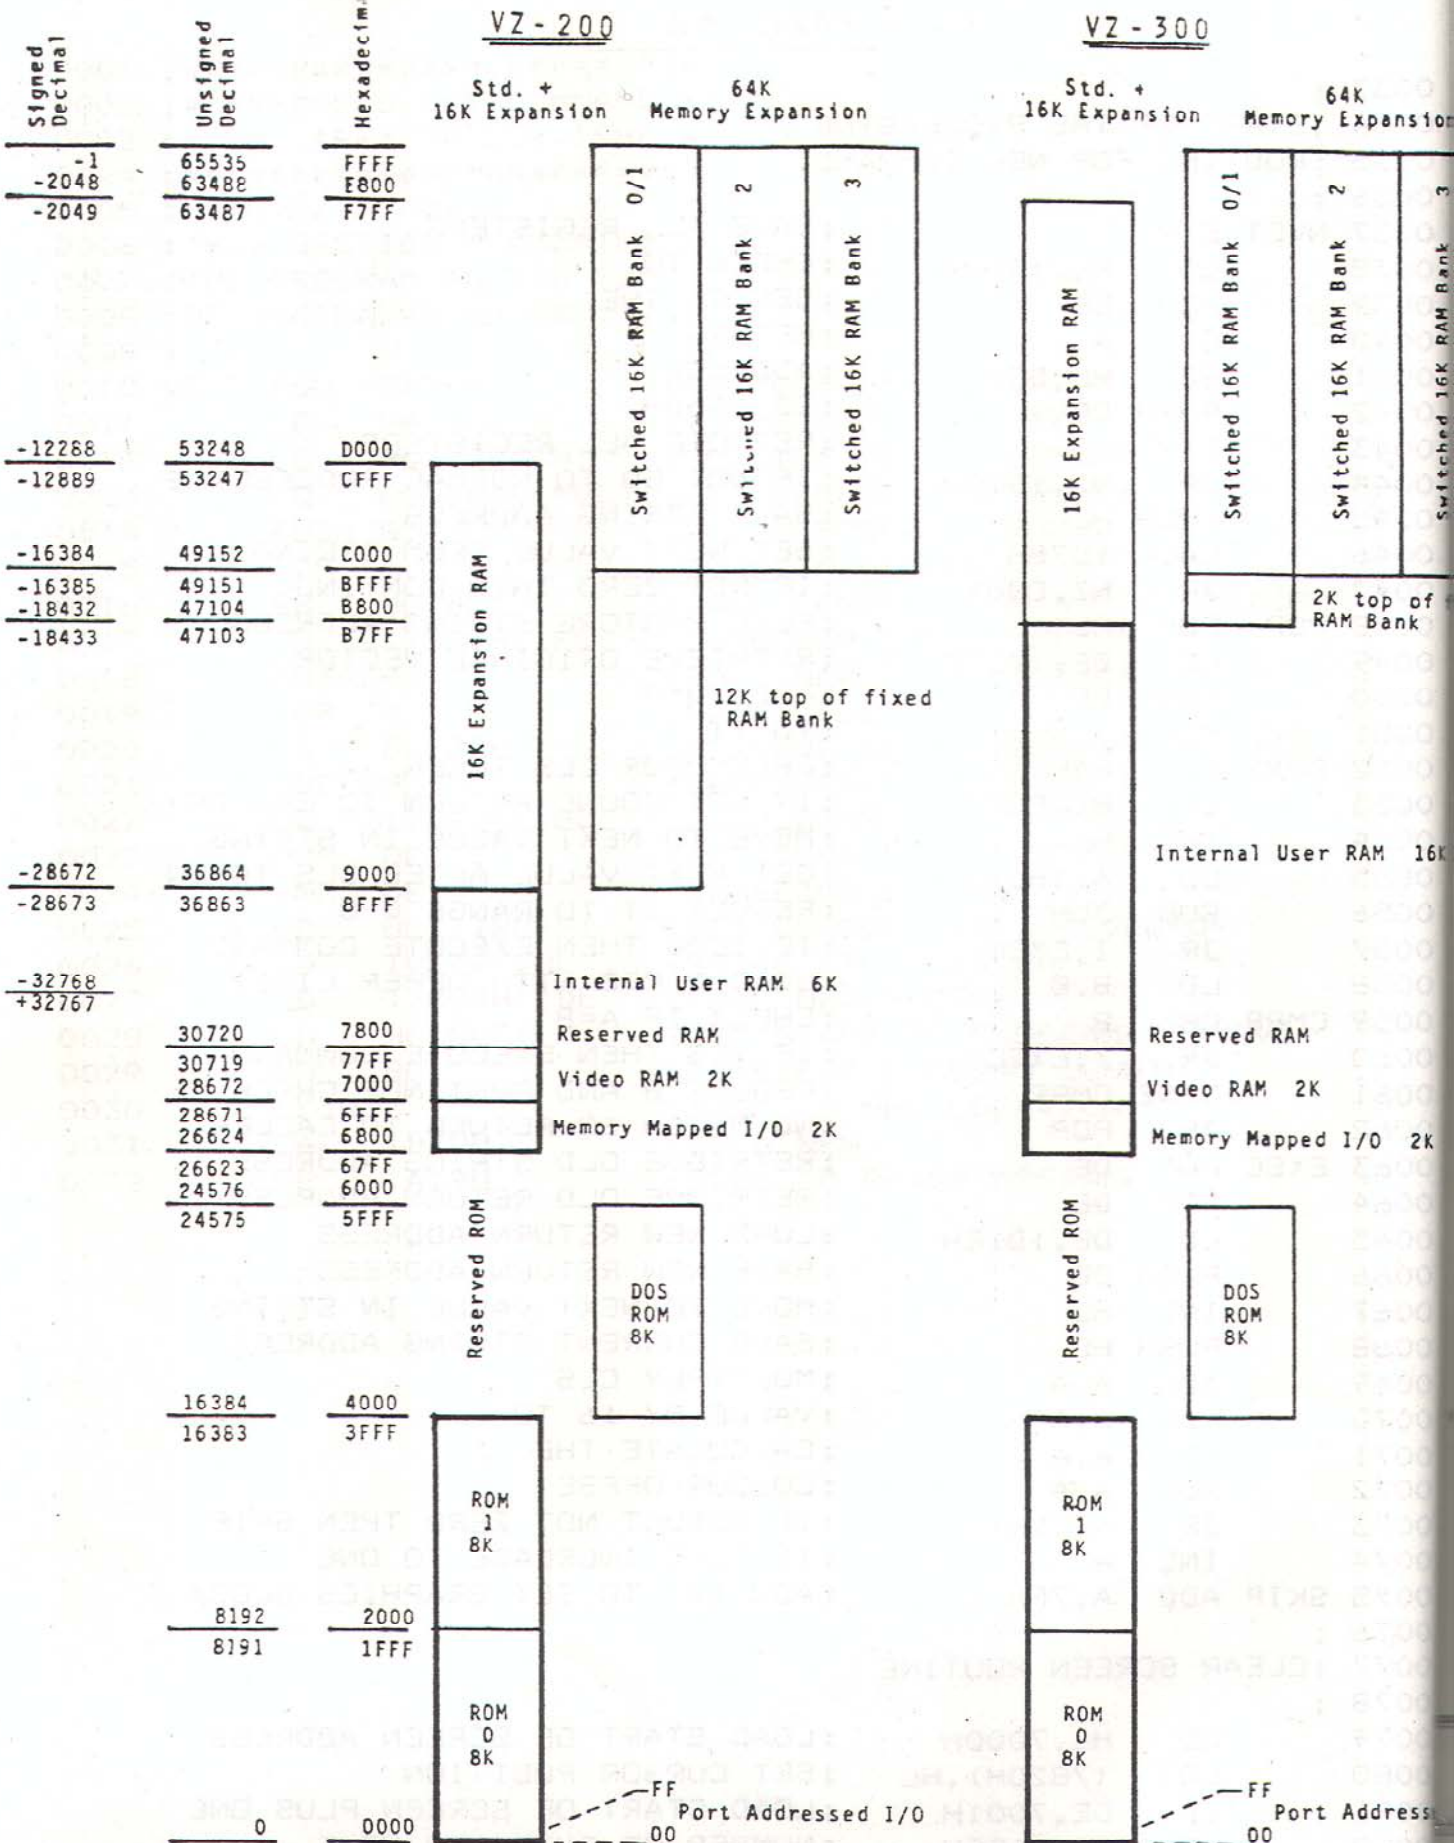 VZ-200
VZ-300
Signed Decimal
Unsigned Decimal
Hexadecim
Std. + 16K Expansion
64K Memory Expansion
Std. + 16K Expansion
64K Memory Expansion
-1 65535 FFFF
-2048 63488 E800
-2049 63487 F7FF
-12288 53248 D000
-12889 53247 CFFF
-16384 49152 C000
-16385 49151 BFFF
-18432 47104 B800
-18433 47103 B7FF
-28672 36864 9000
-28673 36863 8FFF
-32768
+32767
30720 7800
30719 77FF
28672 7000
28671 6FFF
26624 6800
26623 67FF
24576 6000
24575 5FFF
16384 4000
16383 3FFF
8192 2000
8191 1FFF
0 0000
16K Expansion RAM
Switched 16K RAM Bank 0/1
Switched 16K RAM Bank 2
Switched 16K RAM Bank 3
12K top of fixed
RAM Bank
Internal User RAM 6K
Reserved RAM
Video RAM 2K
Memory Mapped I/O 2K
Reserved ROM
DOS
ROM
8K
ROM
1
8K
ROM
0
8K
FF
Port Addressed I/O
00
16K Expansion RAM
Switched 16K RAM Bank 0/1
Switched 16K RAM Bank 2
Switched 16K RAM Bank 3
2K top of
RAM Bank
Internal User RAM 16K
Reserved RAM
Video RAM 2K
Memory Mapped I/O 2K
Reserved ROM
DOS
ROM
8K
ROM
1
8K
ROM
0
8K
FF
Port Address
00